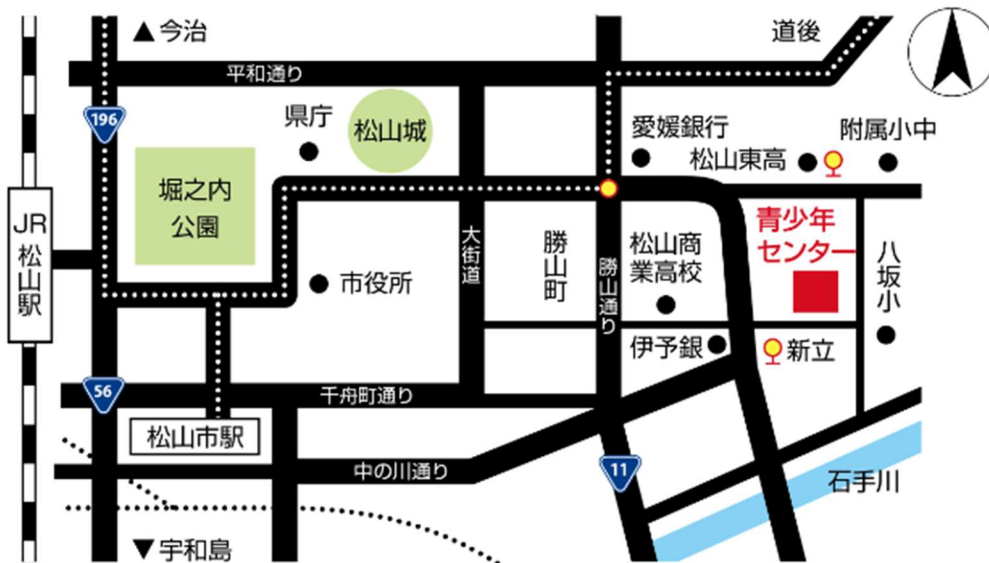 今治
道後
平和通り
196
県庁
松山城
愛媛銀行
附属小中
松山東高
堀之内
公園
JR
松山駅
青少年
センター
大街道
勝山町
勝山通り
松山商
業高校
八坂小
市役所
伊予銀
新立
56
千舟町通り
松山市駅
中の川通り
11
石手川
宇和島